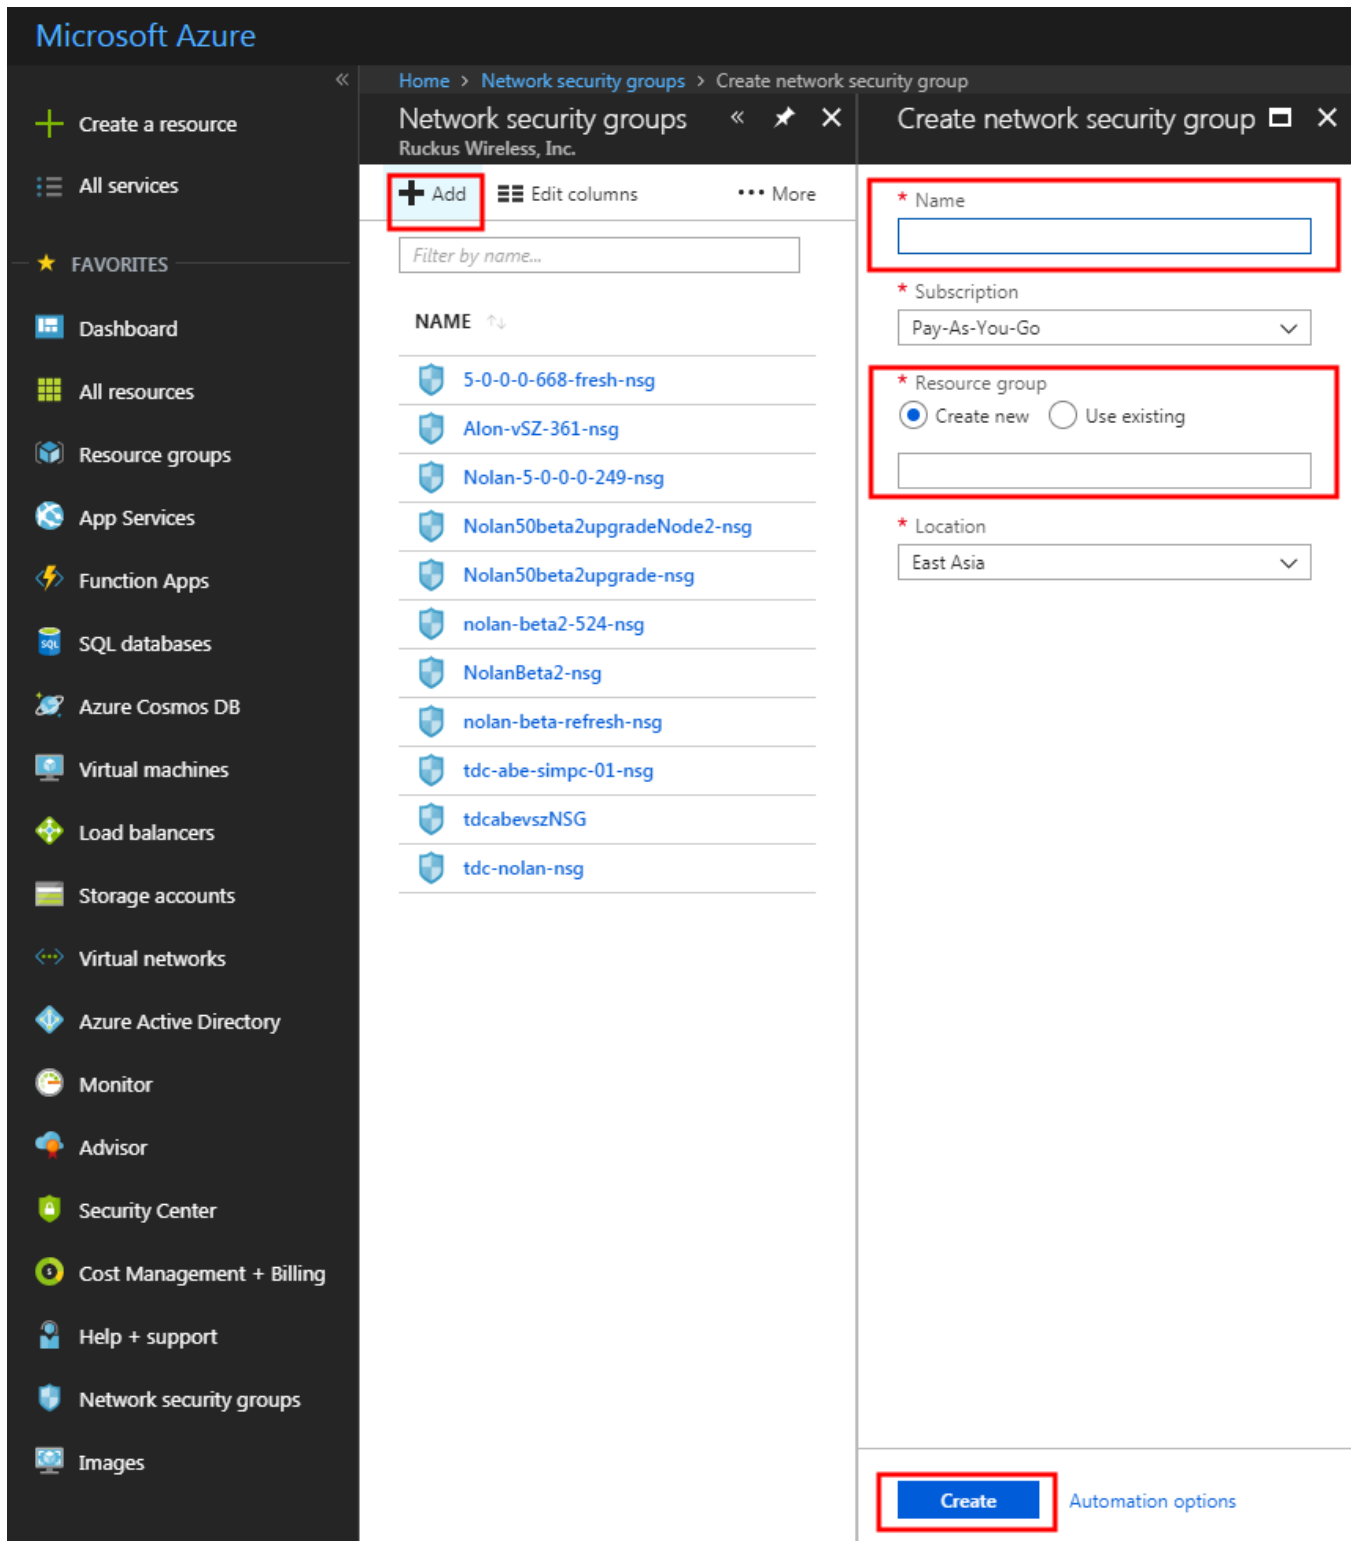 Microsoft Azure
Home > Network security groups > Create network security group
Create a resource
All services
FAVORITES
Dashboard
All resources
Resource groups
App Services
Function Apps
SQL databases
Azure Cosmos DB
Virtual machines
Load balancers
Storage accounts
Virtual networks
Azure Active Directory
Monitor
Advisor
Security Center
Cost Management + Billing
Help + support
Network security groups
Images
Network security groups
Ruckus Wireless, Inc.
Add Edit columns ••• More
Filter by name...
NAME
5-0-0-0-668-fresh-nsg
Alon-vSZ-361-nsg
Nolan-5-0-0-0-249-nsg
Nolan50beta2upgradeNode2-nsg
Nolan50beta2upgrade-nsg
nolan-beta2-524-nsg
NolanBeta2-nsg
nolan-beta-refresh-nsg
tdc-abe-simpc-01-nsg
tdcabevszNSG
tdc-nolan-nsg
Create network security group
* Name
* Subscription
Pay-As-You-Go
* Resource group
Create new Use existing
* Location
East Asia
Create Automation options